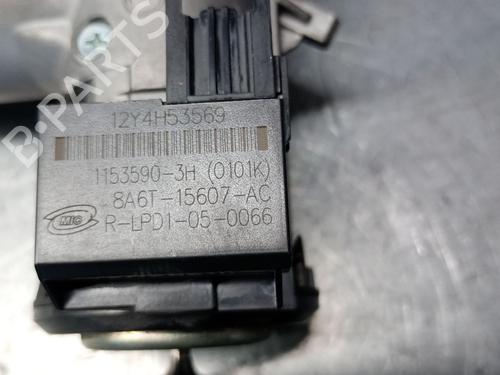 12Y4H53569
1153590-3H (0101K)
8A6T-15607-AC
MIC
R-LPD1-05-0066
B-PARTS